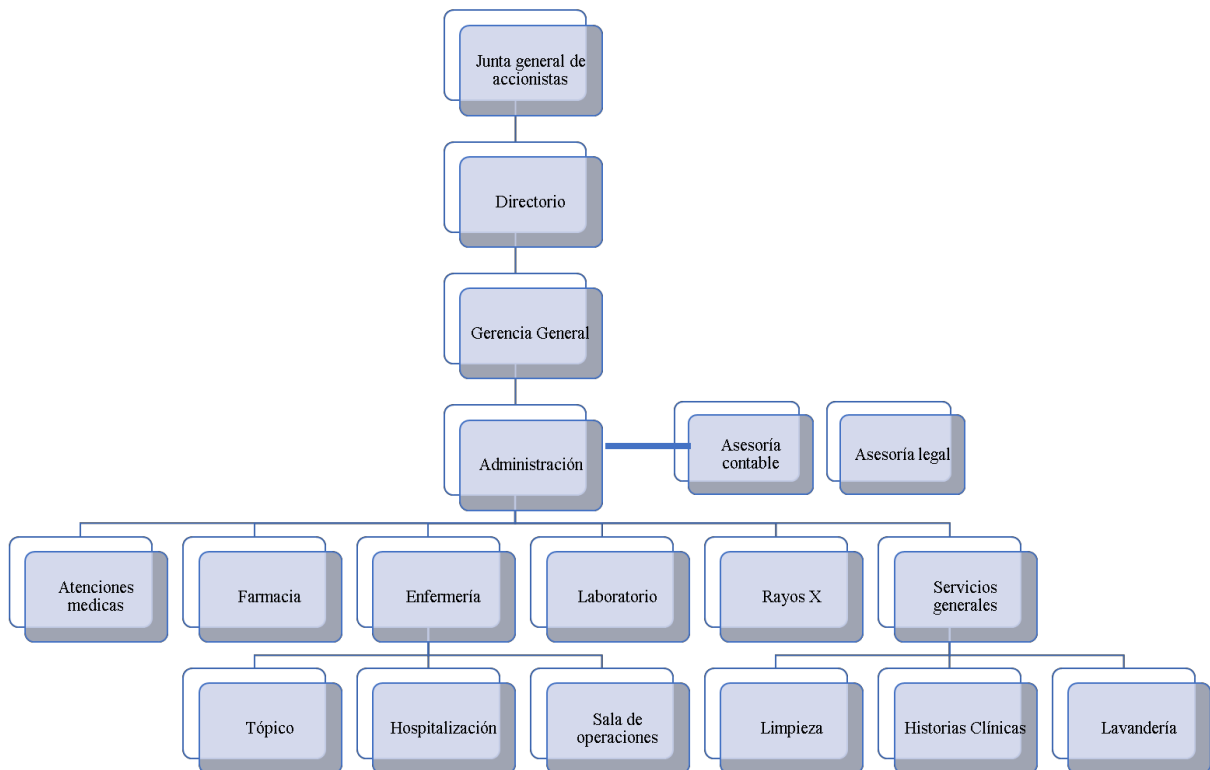 Junta general de
accionistas
Directorio
Gerencia General
Administración
Asesoría
contable
Asesoría legal
Atenciones
medicas
Farmacia
Enfermería
Laboratorio
Rayos X
Servicios
generales
Tópico
Hospitalización
Sala de
operaciones
Limpieza
Historias Clínicas
Lavandería